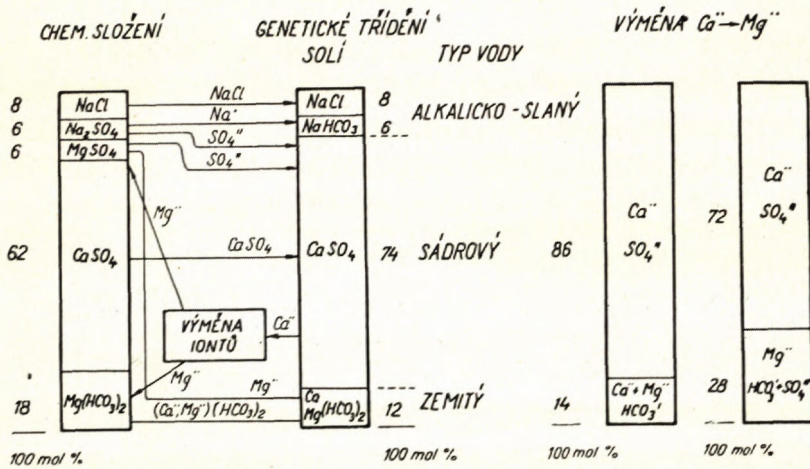 CHEM. SLOŽENÍ
GENETICKÉ TŘÍDĚNÍ
SOLÍ
TYP VODY
VÝMĚNA Ca¨→Mg¨
8 NaCl
6 Na₂SO₄
6 MgSO₄
62 CaSO₄
18 Mg(HCO₃)₂
100 mol %
NaCl
Na˙
SO₄"
SO₄"
Mg¨
CaSO₄
VÝMĚNA
IONTŮ
Ca¨
Mg¨
Mg¨
(Ca¨,Mg¨)(HCO₃)₂
NaCl 8
NaHCO₃ 6
CaSO₄ 74
Ca
Mg(HCO₃)₂ 12
100 mol %
ALKALICKO - SLANÝ
SÁDROVÝ
ZEMITÝ
86
Ca¨
SO₄"
14
Ca¨+ Mg¨
HCO₃'
100 mol %
72
Ca¨
SO₄"
28
Mg¨
HCO₃'+SO₄"
100 mol %